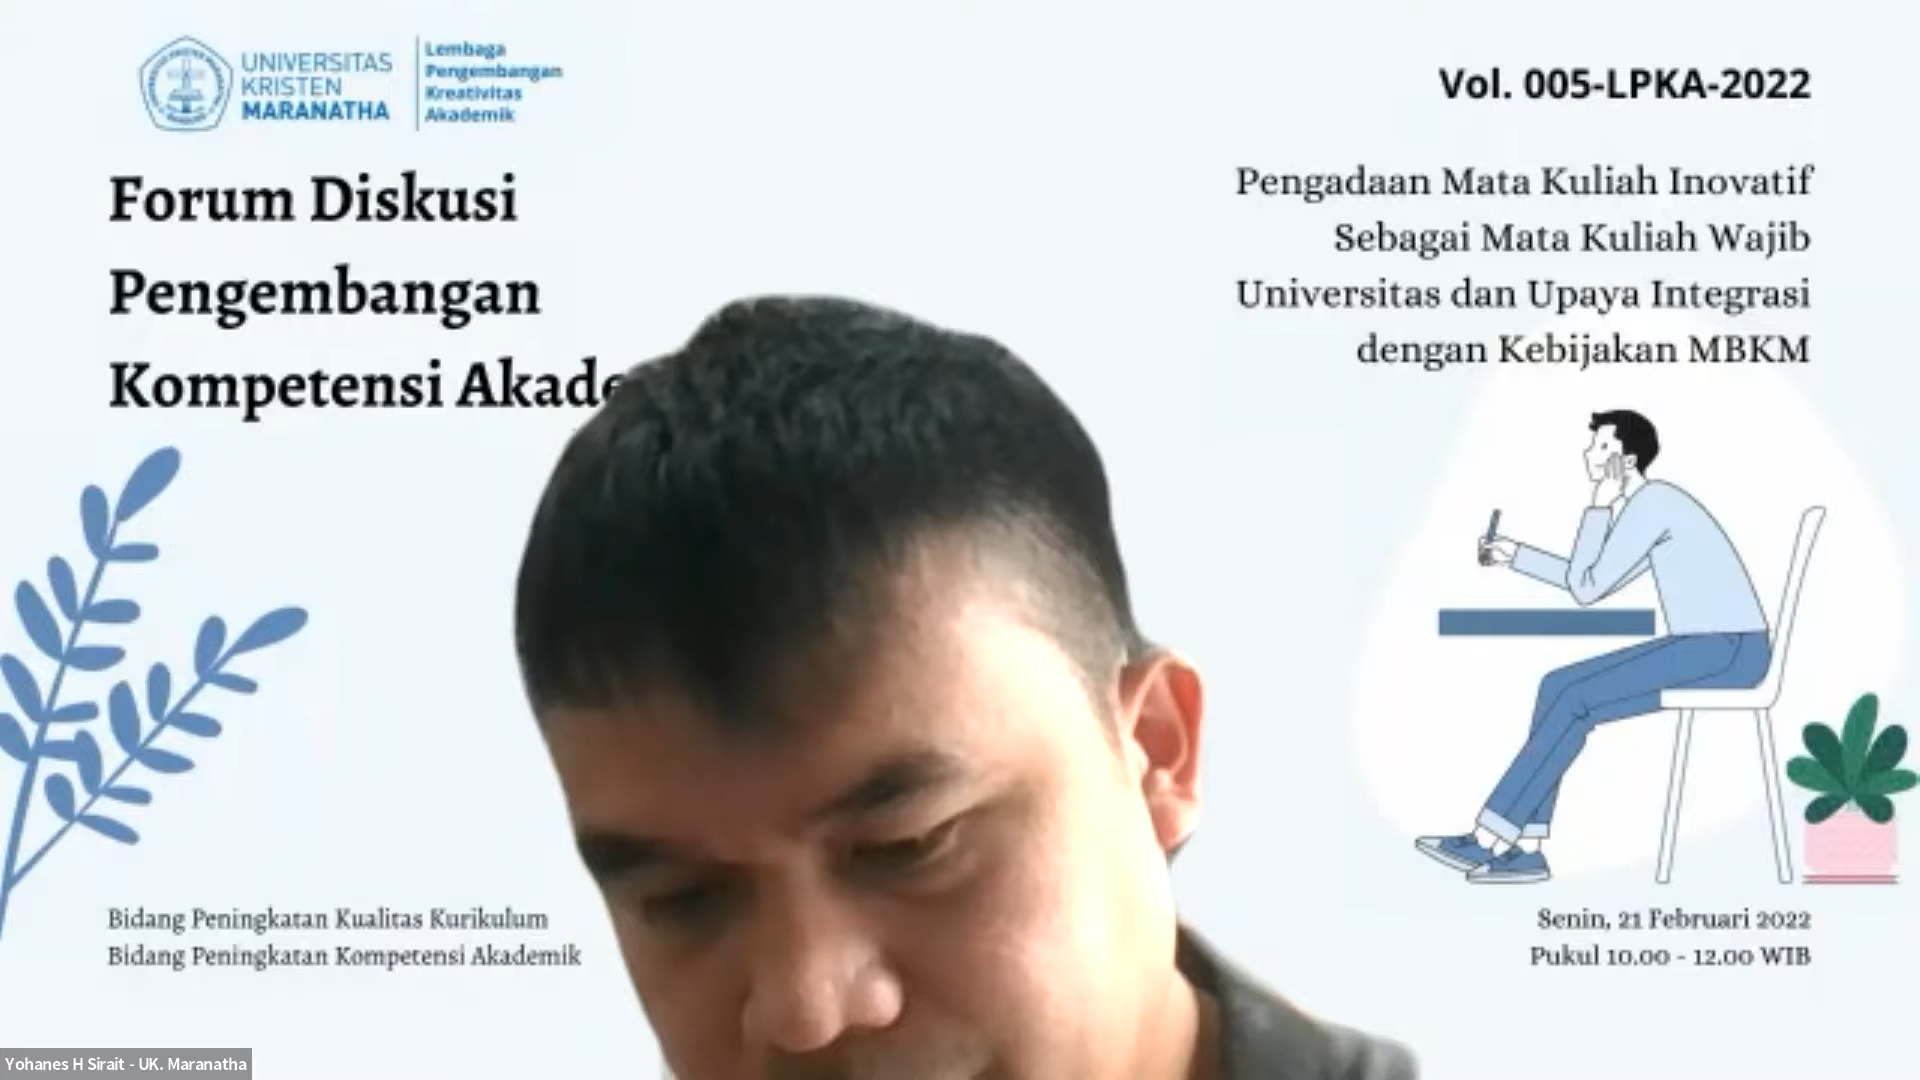 UNIVERSITAS
KRISTEN
MARANATHA
Lembaga
Pengembangan
Kreativitas
Akademik
Vol. 005-LPKA-2022
Forum Diskusi
Pengembangan
Kompetensi Akade
Pengadaan Mata Kuliah Inovatif
Sebagai Mata Kuliah Wajib
Universitas dan Upaya Integrasi
dengan Kebijakan MBKM
Bidang Peningkatan Kualitas Kurikulum
Bidang Peningkatan Kompetensi Akademik
Senin, 21 Februari 2022
Pukul 10.00 - 12.00 WIB
Yohanes H Sirait - UK. Maranatha